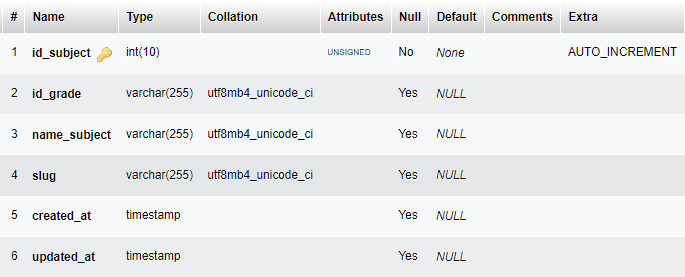 # Name Type Collation Attributes Null Default Comments Extra
1 id_subject int(10) UNSIGNED No None AUTO_INCREMENT
2 id_grade varchar(255) utf8mb4_unicode_ci Yes NULL
3 name_subject varchar(255) utf8mb4_unicode_ci Yes NULL
4 slug varchar(255) utf8mb4_unicode_ci Yes NULL
5 created_at timestamp Yes NULL
6 updated_at timestamp Yes NULL